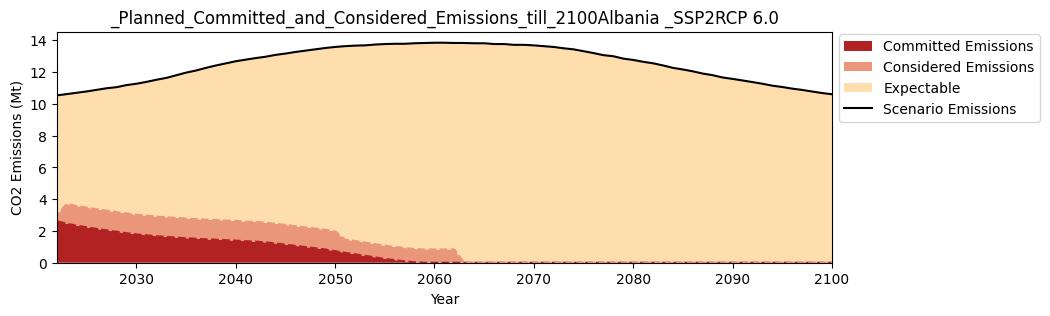 _Planned_Committed_and_Considered_Emissions_till_2100Albania _SSP2RCP 6.0
CO2 Emissions (Mt)
14
12
10
8
6
4
2
0
2030 2040 2050 2060 2070 2080 2090 2100
Year
Committed Emissions
Considered Emissions
Expectable
Scenario Emissions